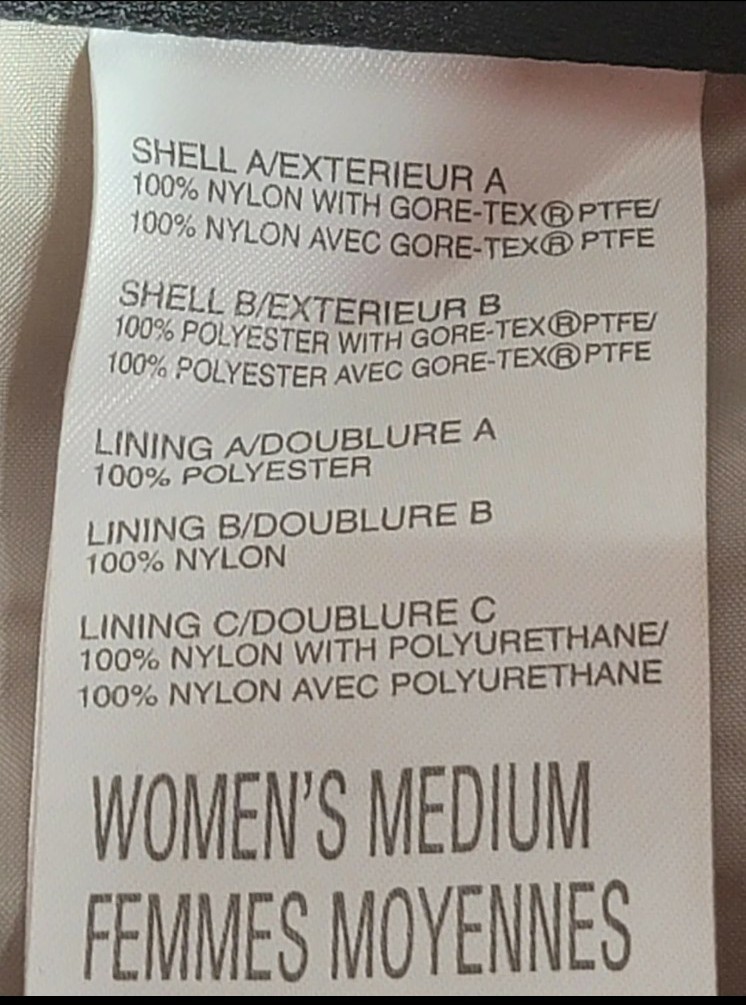 SHELL A/EXTERIEUR A
100% NYLON WITH GORE-TEX® PTFE/
100% NYLON AVEC GORE-TEX® PTFE
SHELL B/EXTERIEUR B
100% POLYESTER WITH GORE-TEX® PTFE/
100% POLYESTER AVEC GORE-TEX® PTFE
LINING A/DOUBLURE A
100% POLYESTER
LINING B/DOUBLURE B
100% NYLON
LINING C/DOUBLURE C
100% NYLON WITH POLYURETHANE/
100% NYLON AVEC POLYURETHANE
WOMEN'S MEDIUM
FEMMES MOYENNES